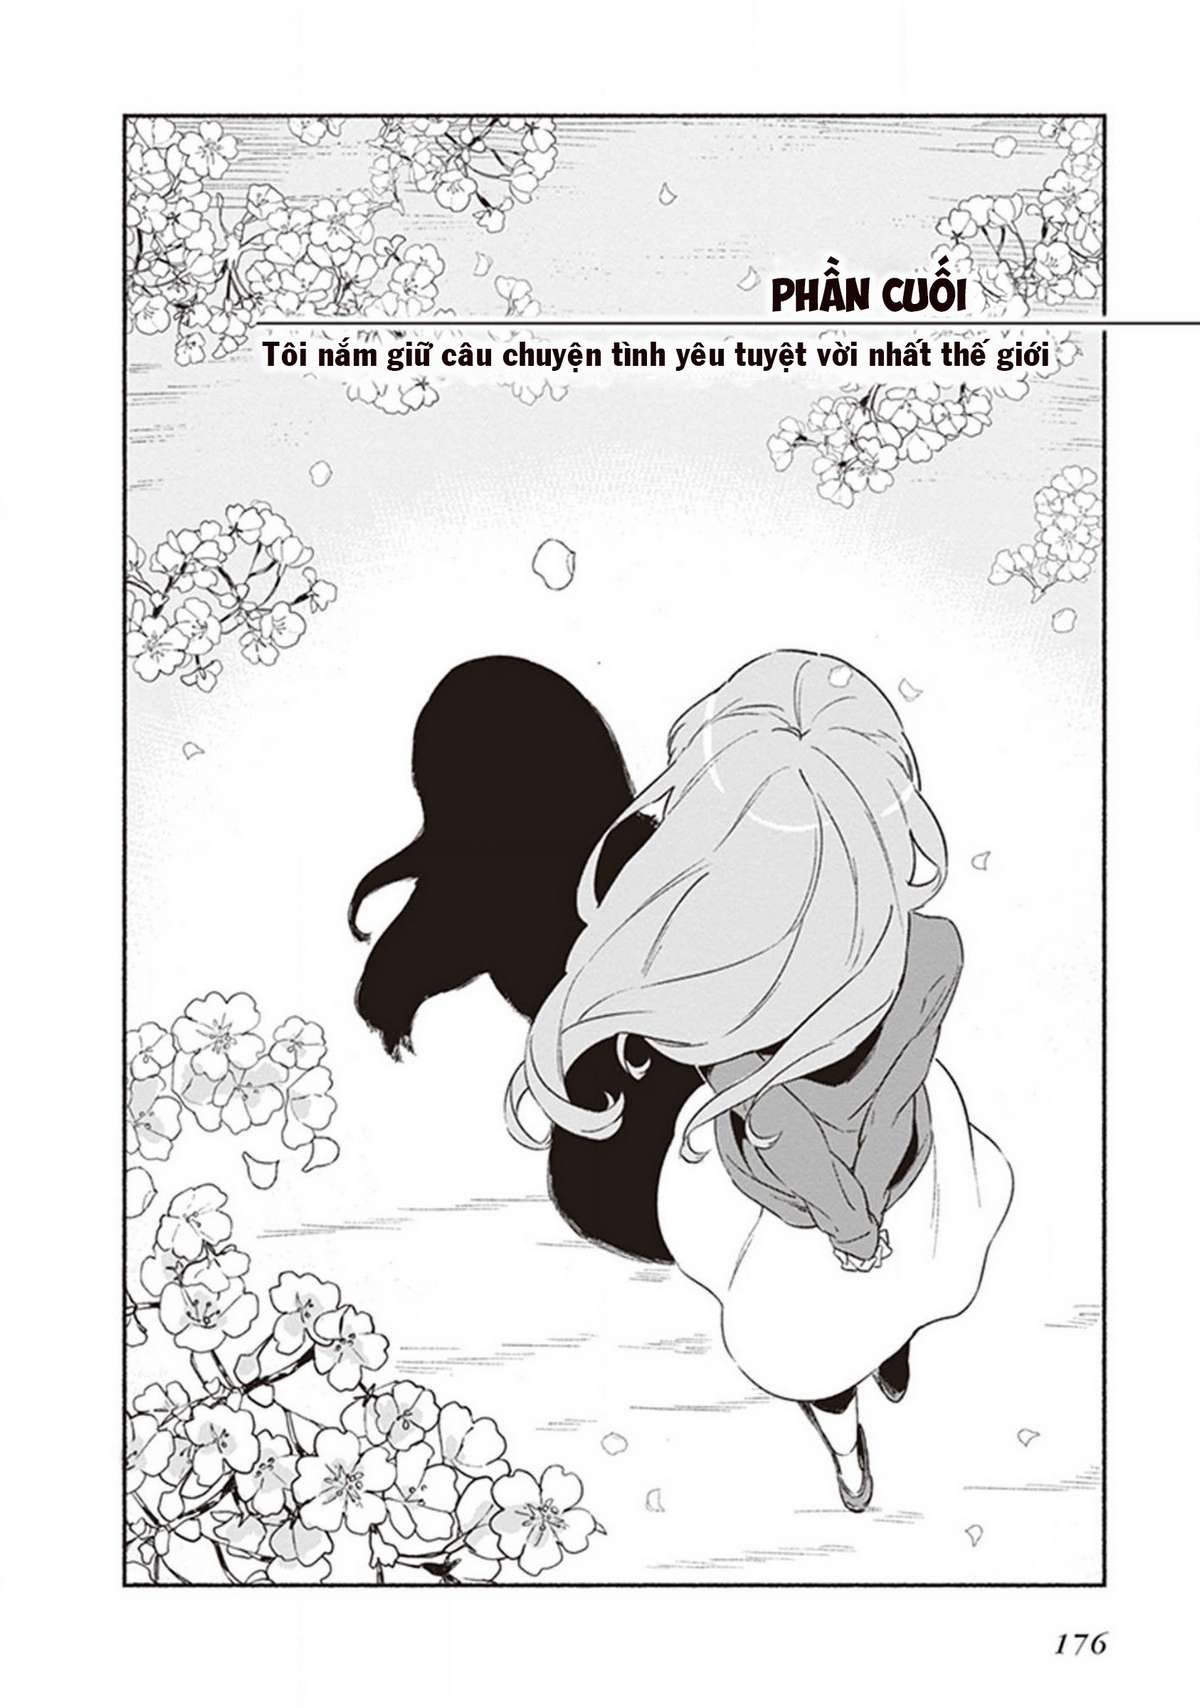 PHẦN CUỐI
Tôi nắm giữ câu chuyện tình yêu tuyệt vời nhất thế giới
176